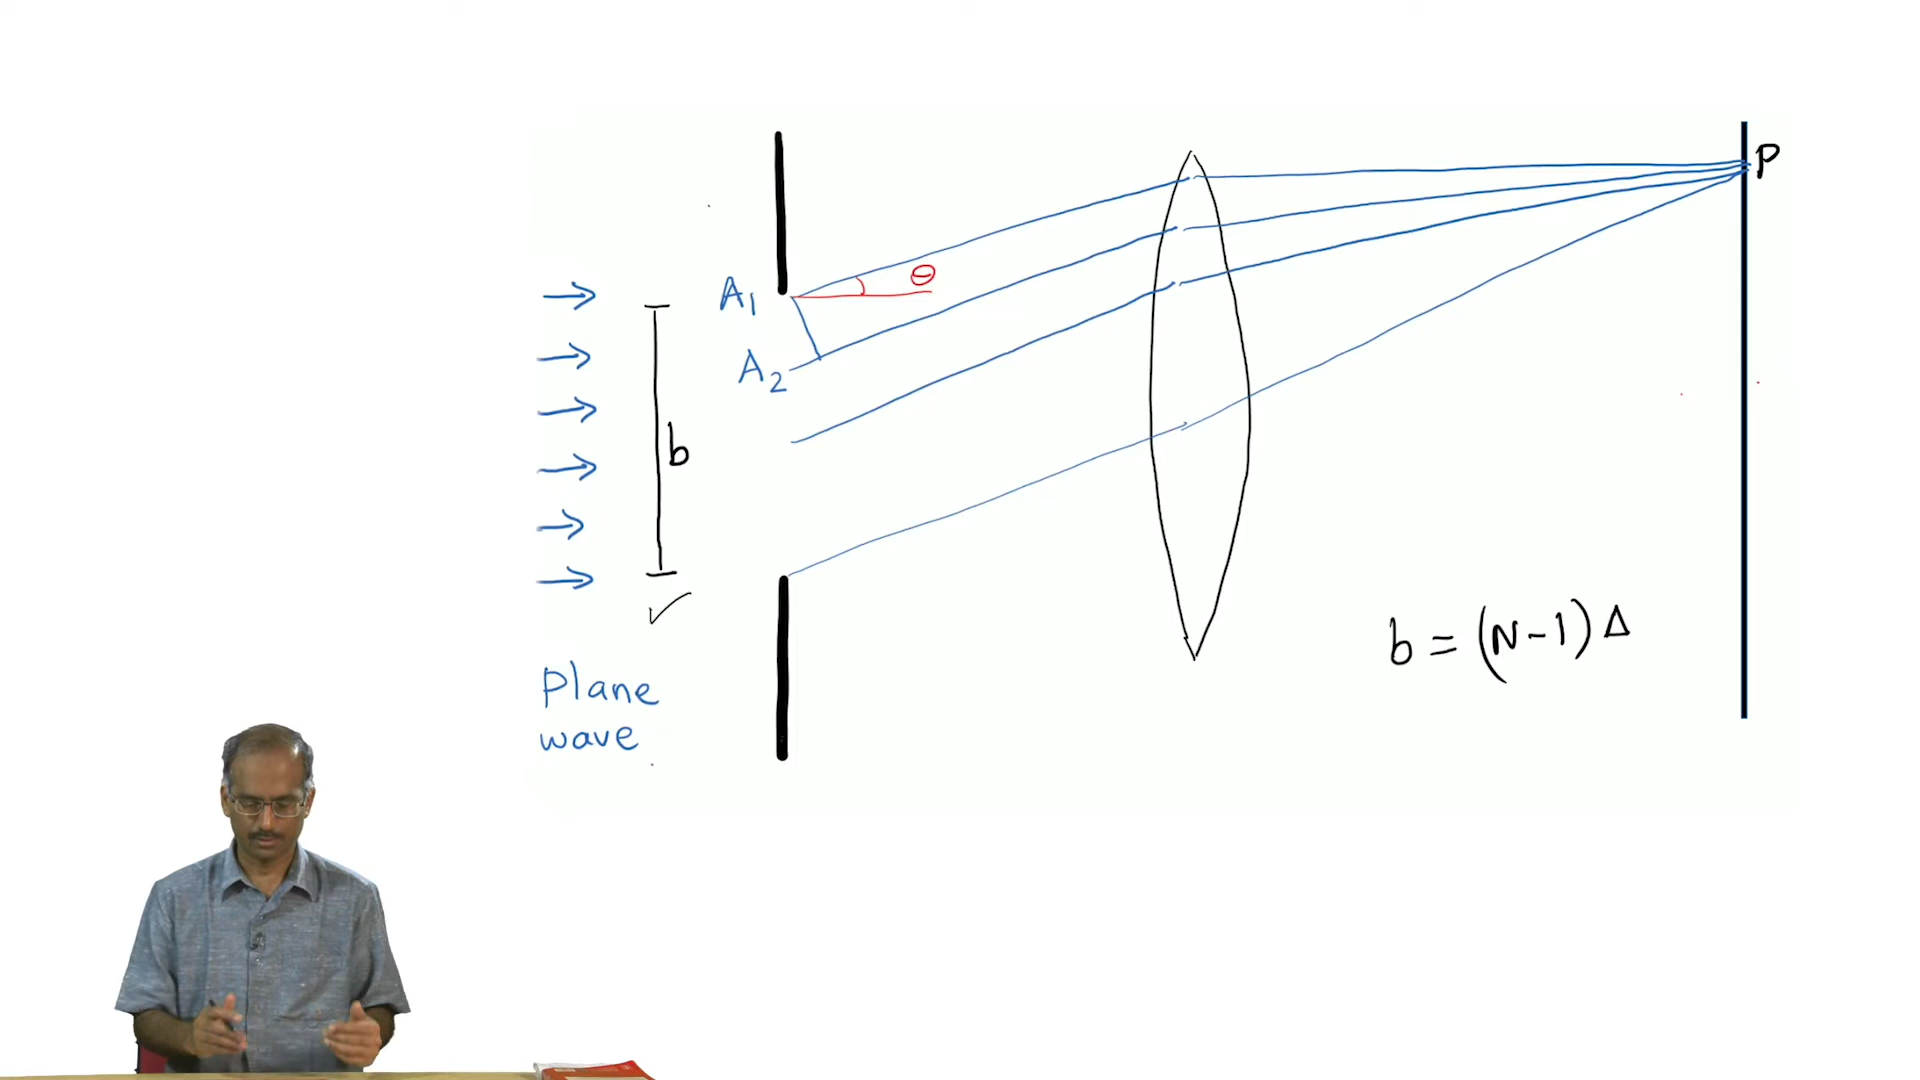 P
θ
A1
A2
b
b = (N-1) Δ
Plane
wave